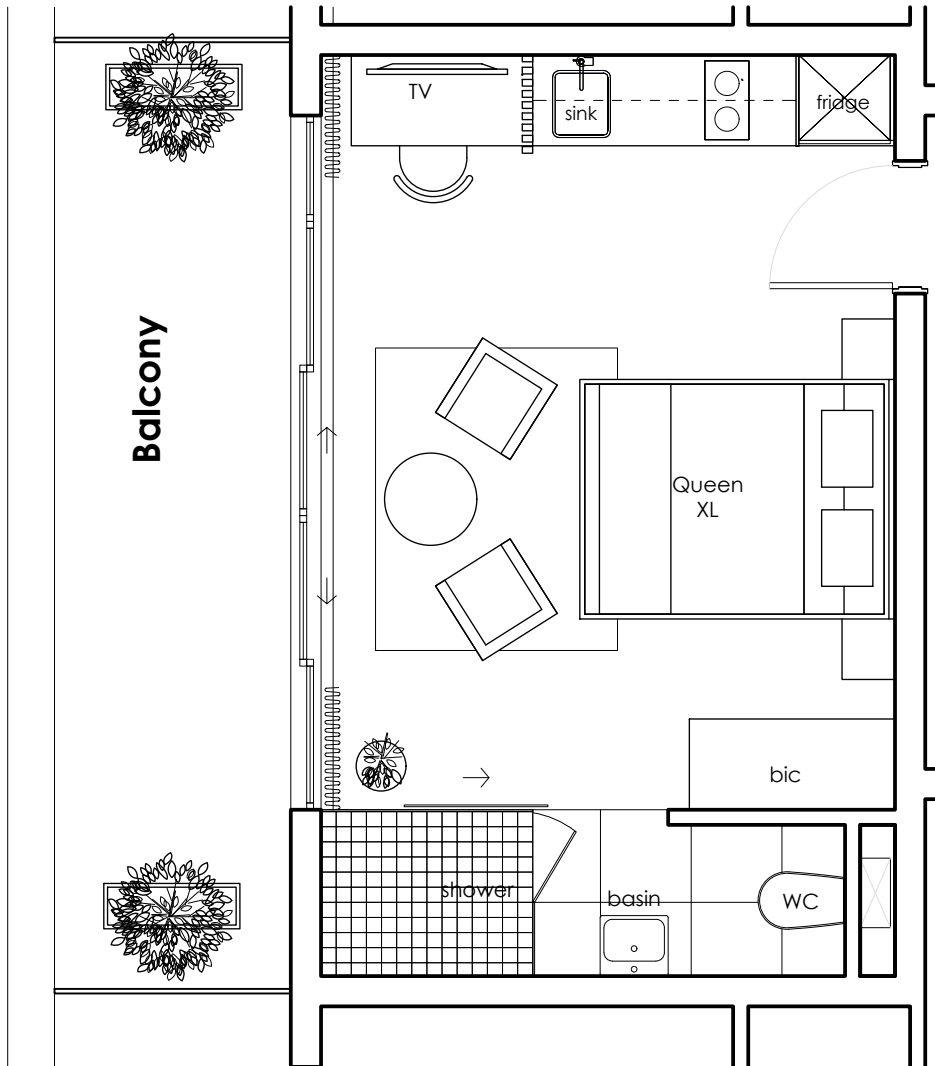 TV
sink
fridge
Balcony
Queen
XL
bic
shower
basin
WC